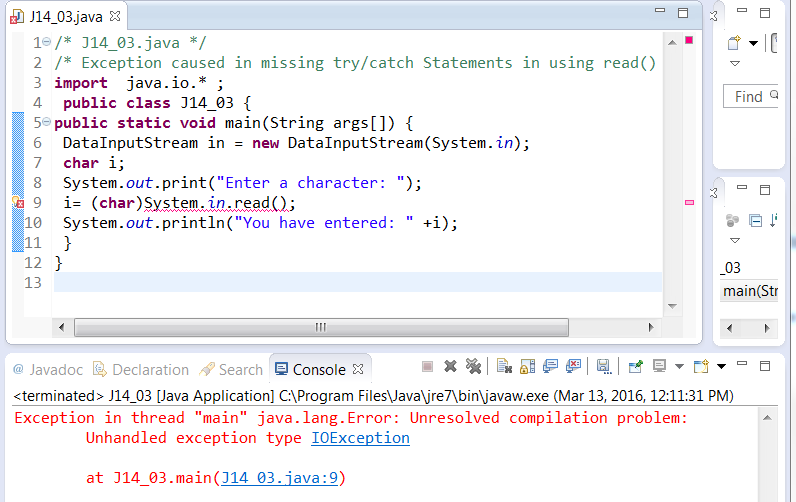 J14_03.java
1 /* J14_03.java */
2 /* Exception caused in missing try/catch Statements in using read()
3 import  java.io.* ;
4  public class J14_03 {
5 public static void main(String args[]) {
6  DataInputStream in = new DataInputStream(System.in);
7  char i;
8  System.out.print("Enter a character: ");
9  i= (char)System.in.read();
10  System.out.println("You have entered: " +i);
11  }
12 }
13
Find
_03
main(Str
@ Javadoc Declaration Search Console
<terminated> J14_03 [Java Application] C:\Program Files\Java\jre7\bin\javaw.exe (Mar 13, 2016, 12:11:31 PM)
Exception in thread "main" java.lang.Error: Unresolved compilation problem:
Unhandled exception type IOException
at J14_03.main(J14_03.java:9)